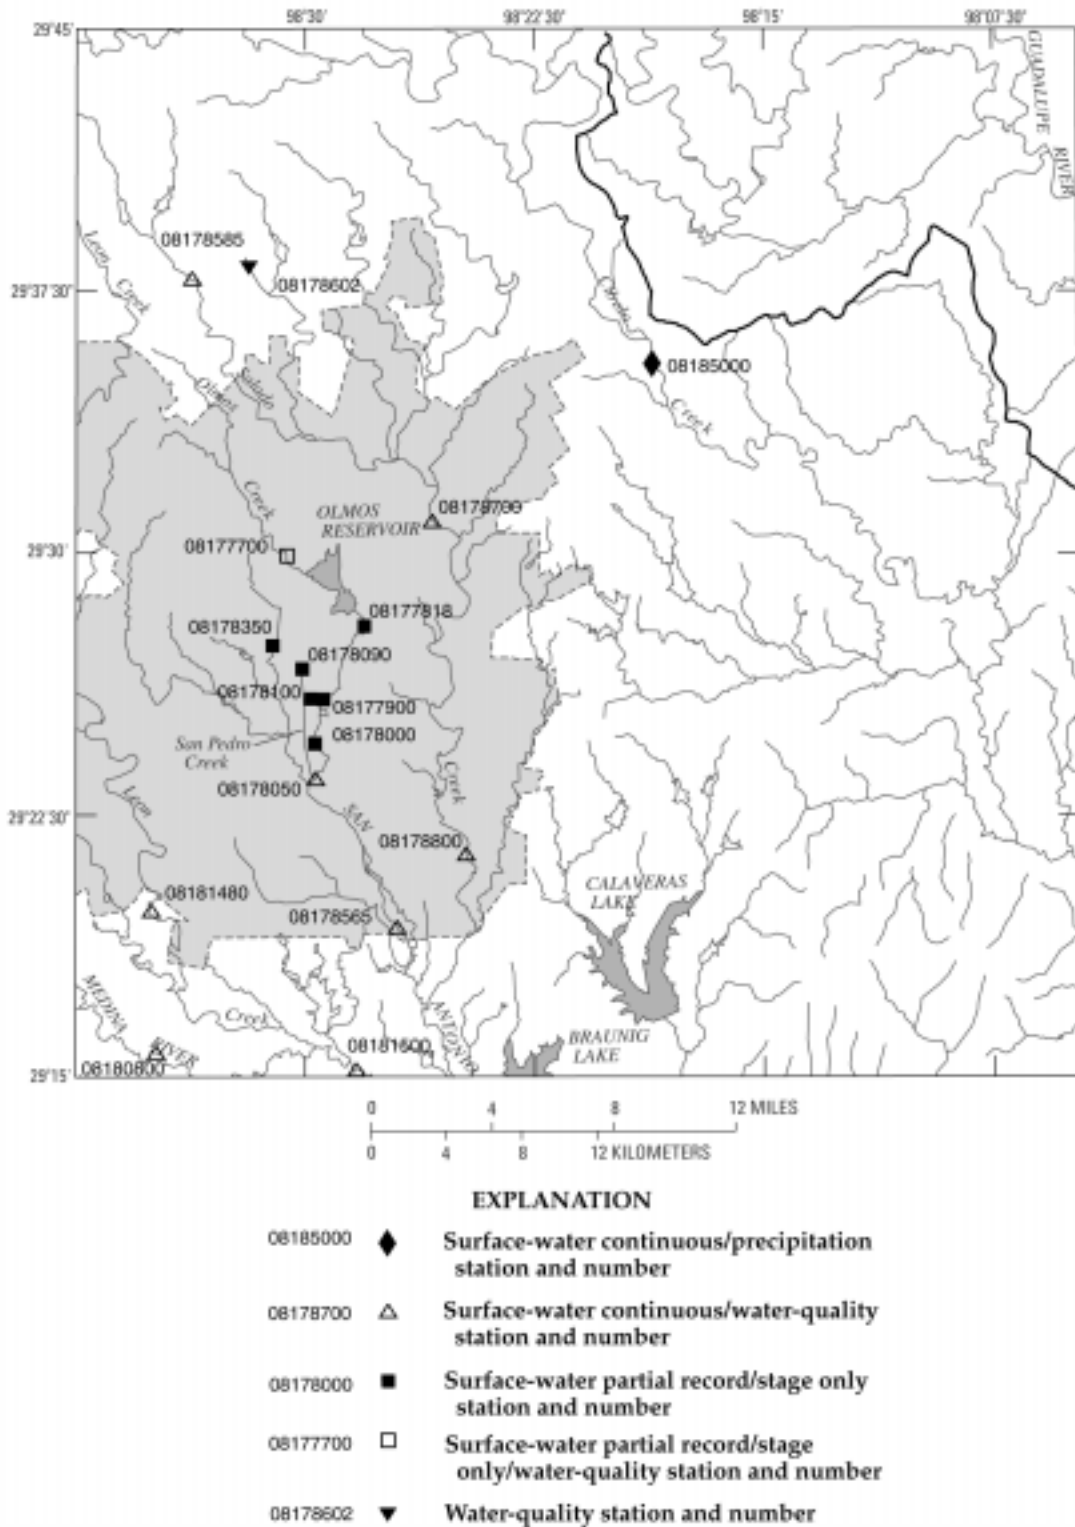 98°30' 98°22'30" 98°15' 98°07'30"
29°45'
GUADALUPE
RIVER
08178585
Leon
Creek
08178602
29°37'30"
Cibolo
08185000
Creek
Olmos
Salado
Creek
OLMOS
RESERVOIR
08178700
08177700
29°30'
08177818
08178350
08178090
08178100
08177900
San Pedro
Creek
08178000
08178050
Creek
Leon
SAN
29°22'30"
08178800
08181480
CALAVERAS
LAKE
08178565
MEDINA
RIVER
Creek
ANTONIO
BRAUNIG
LAKE
08181500
08180800
29°15'
0 4 8 12 MILES
0 4 8 12 KILOMETERS
EXPLANATION
08185000 Surface-water continuous/precipitation
station and number
08178700 Surface-water continuous/water-quality
station and number
08178000 Surface-water partial record/stage only
station and number
08177700 Surface-water partial record/stage
only/water-quality station and number
08178602 Water-quality station and number